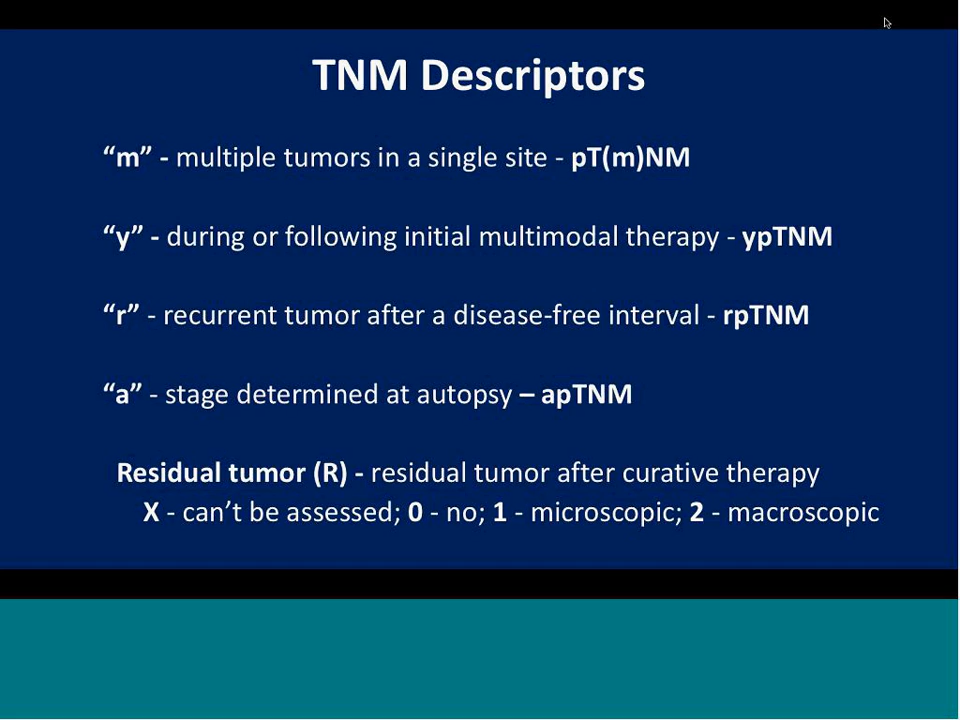 TNM Descriptors
“m” - multiple tumors in a single site - pT(m)NM
“y” - during or following initial multimodal therapy - ypTNM
“r” - recurrent tumor after a disease-free interval - rpTNM
“a” - stage determined at autopsy – apTNM
Residual tumor (R) - residual tumor after curative therapy
X - can’t be assessed; 0 - no; 1 - microscopic; 2 - macroscopic